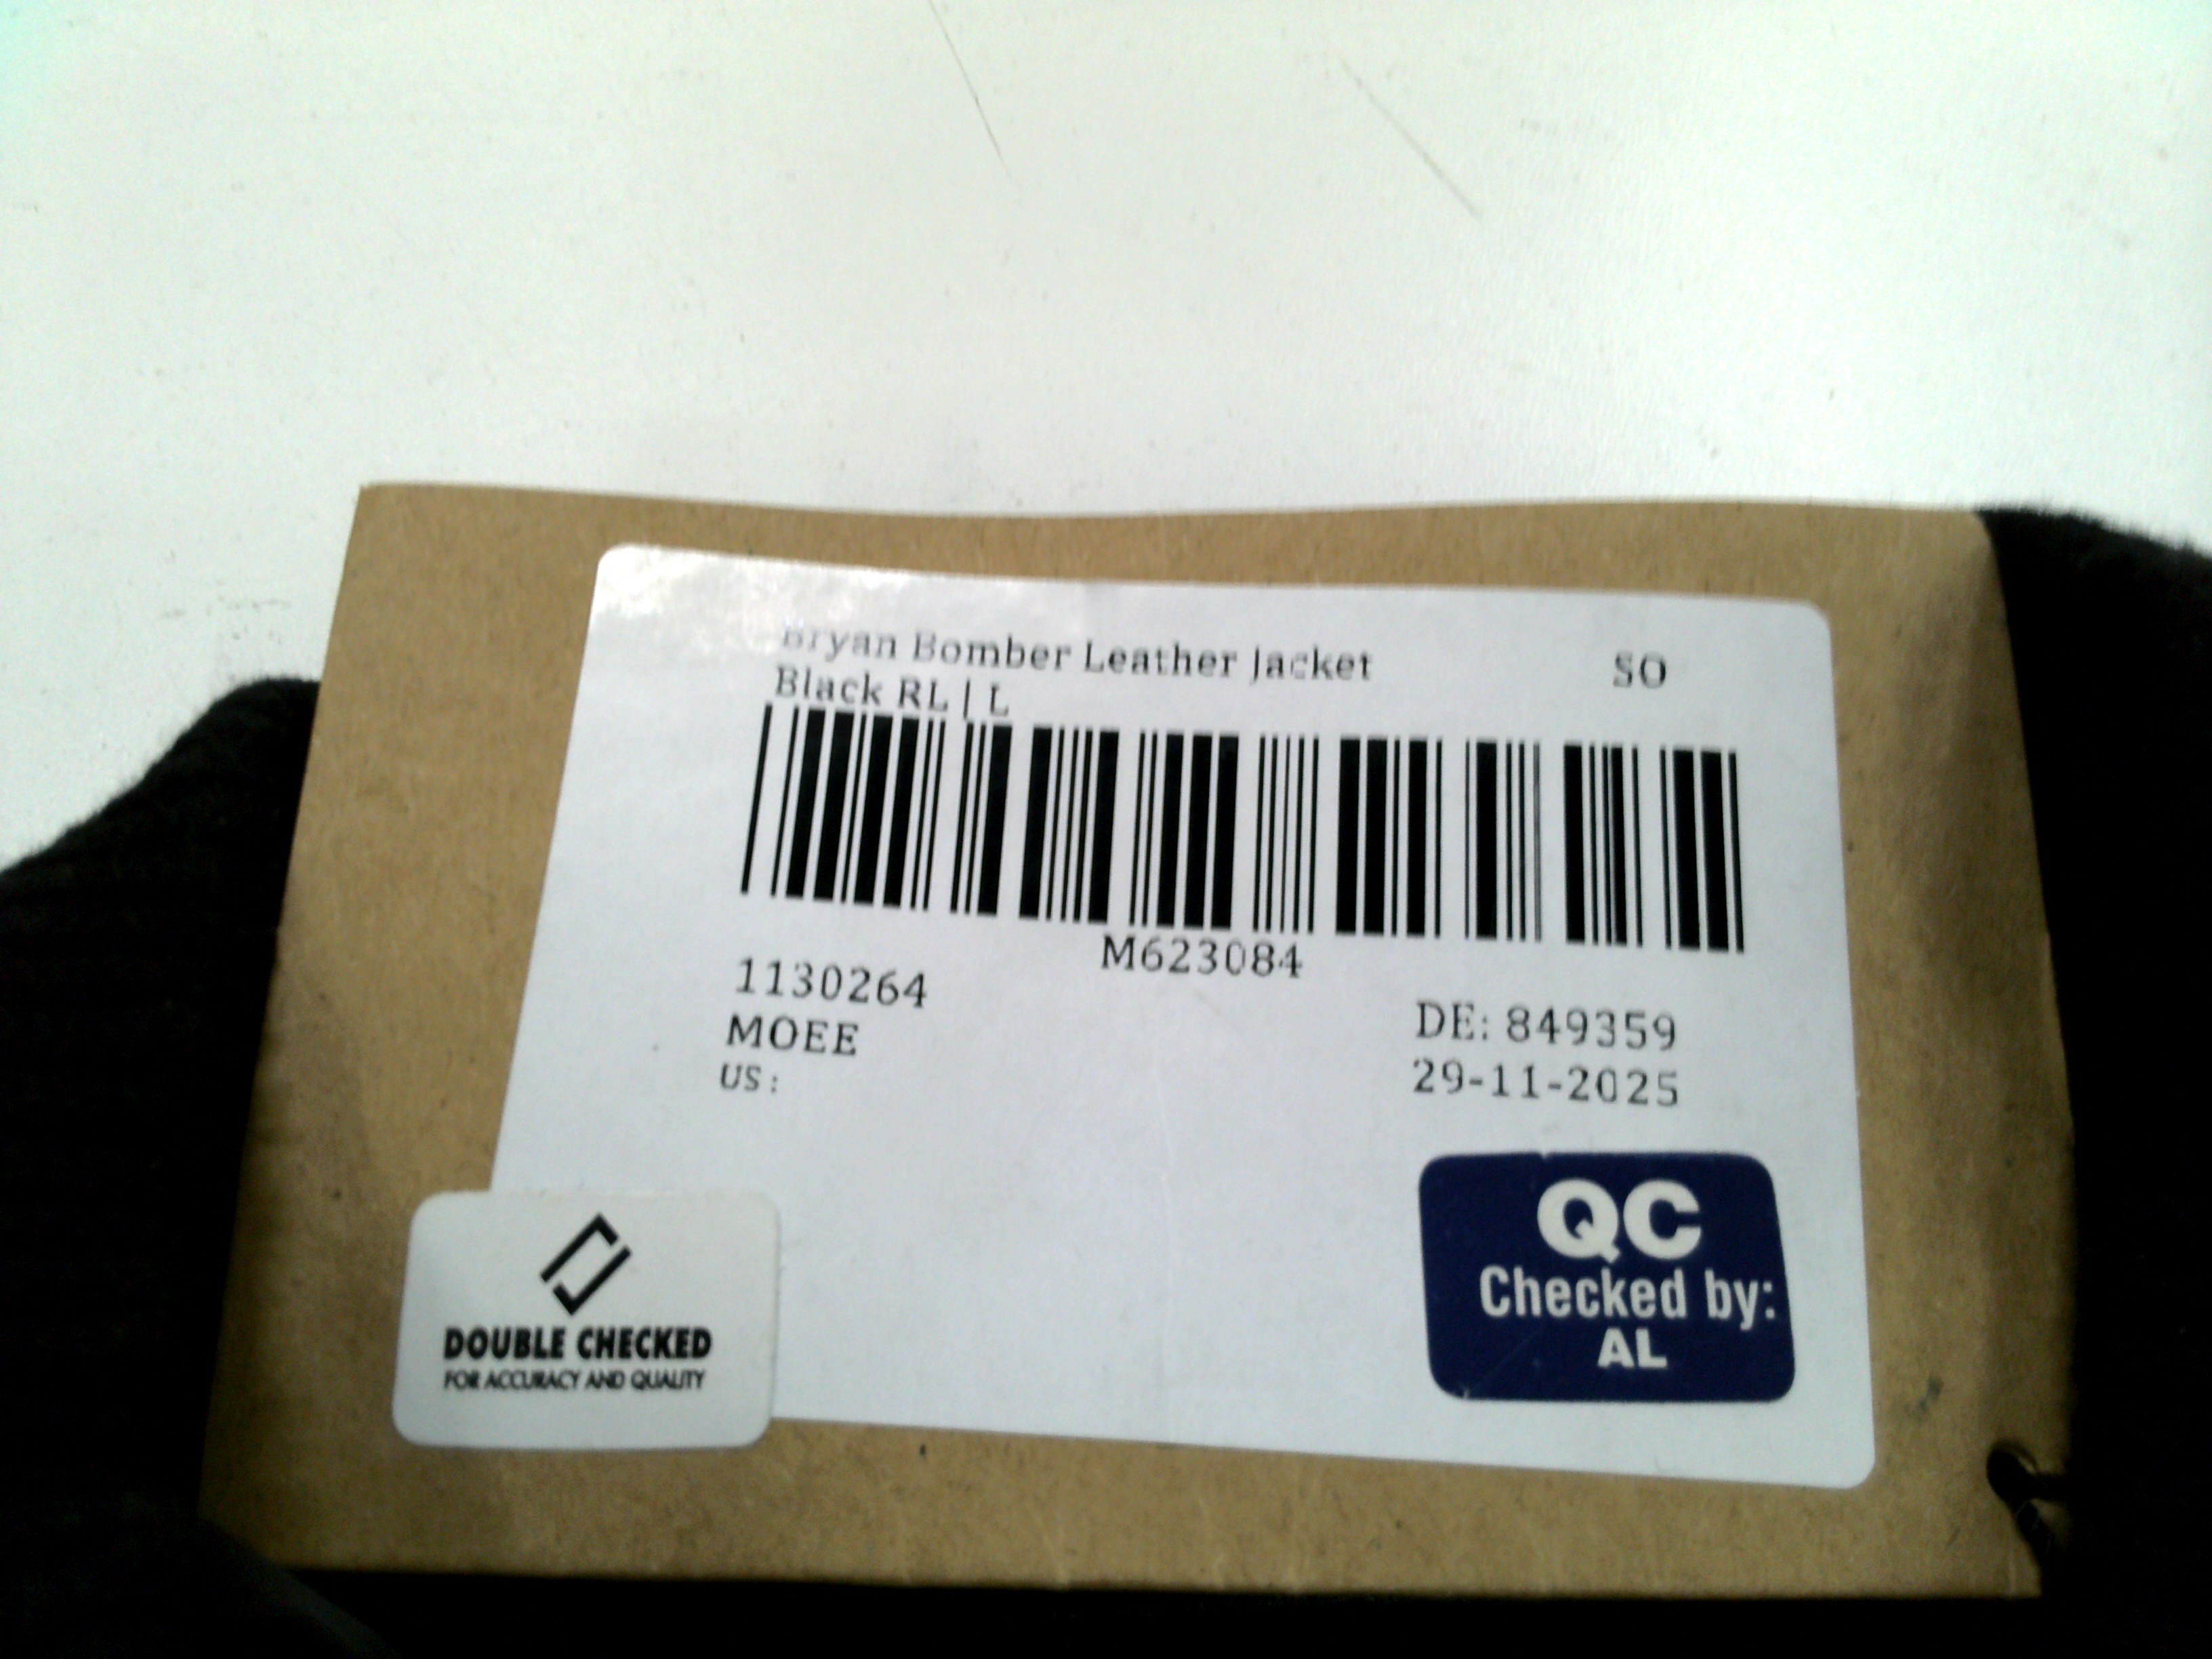 Bryan Bomber Leather Jacket
SO
Black RL | L
M623084
1130264
MOEE
US :
DE: 849359
29-11-2025
QC
Checked by:
AL
DOUBLE CHECKED
FOR ACCURACY AND QUALITY